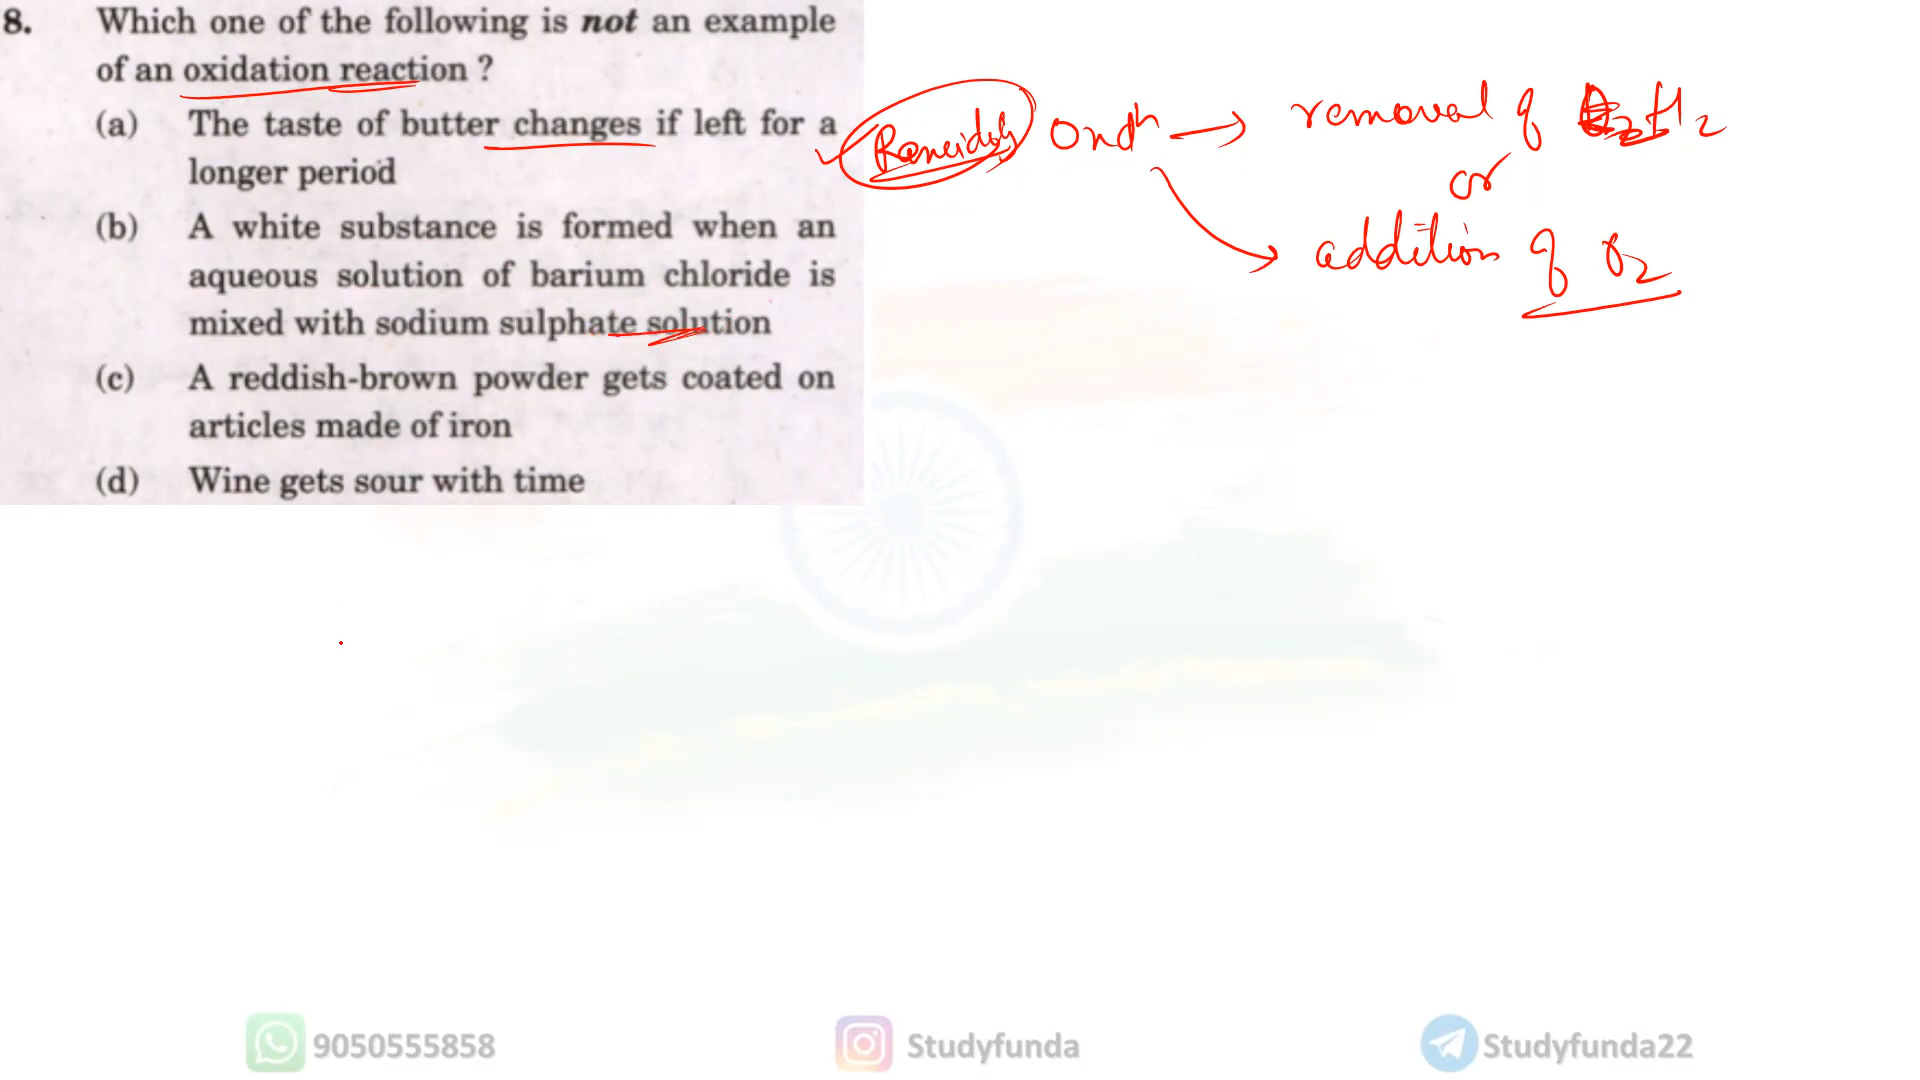 8. Which one of the following is not an example
of an oxidation reaction ?
(a) The taste of butter changes if left for a
longer period
(b) A white substance is formed when an
aqueous solution of barium chloride is
mixed with sodium sulphate solution
(c) A reddish-brown powder gets coated on
articles made of iron
(d) Wine gets sour with time
Oxdn → removal of H2
or
addition of O2
9050555858
Studyfunda
Studyfunda22